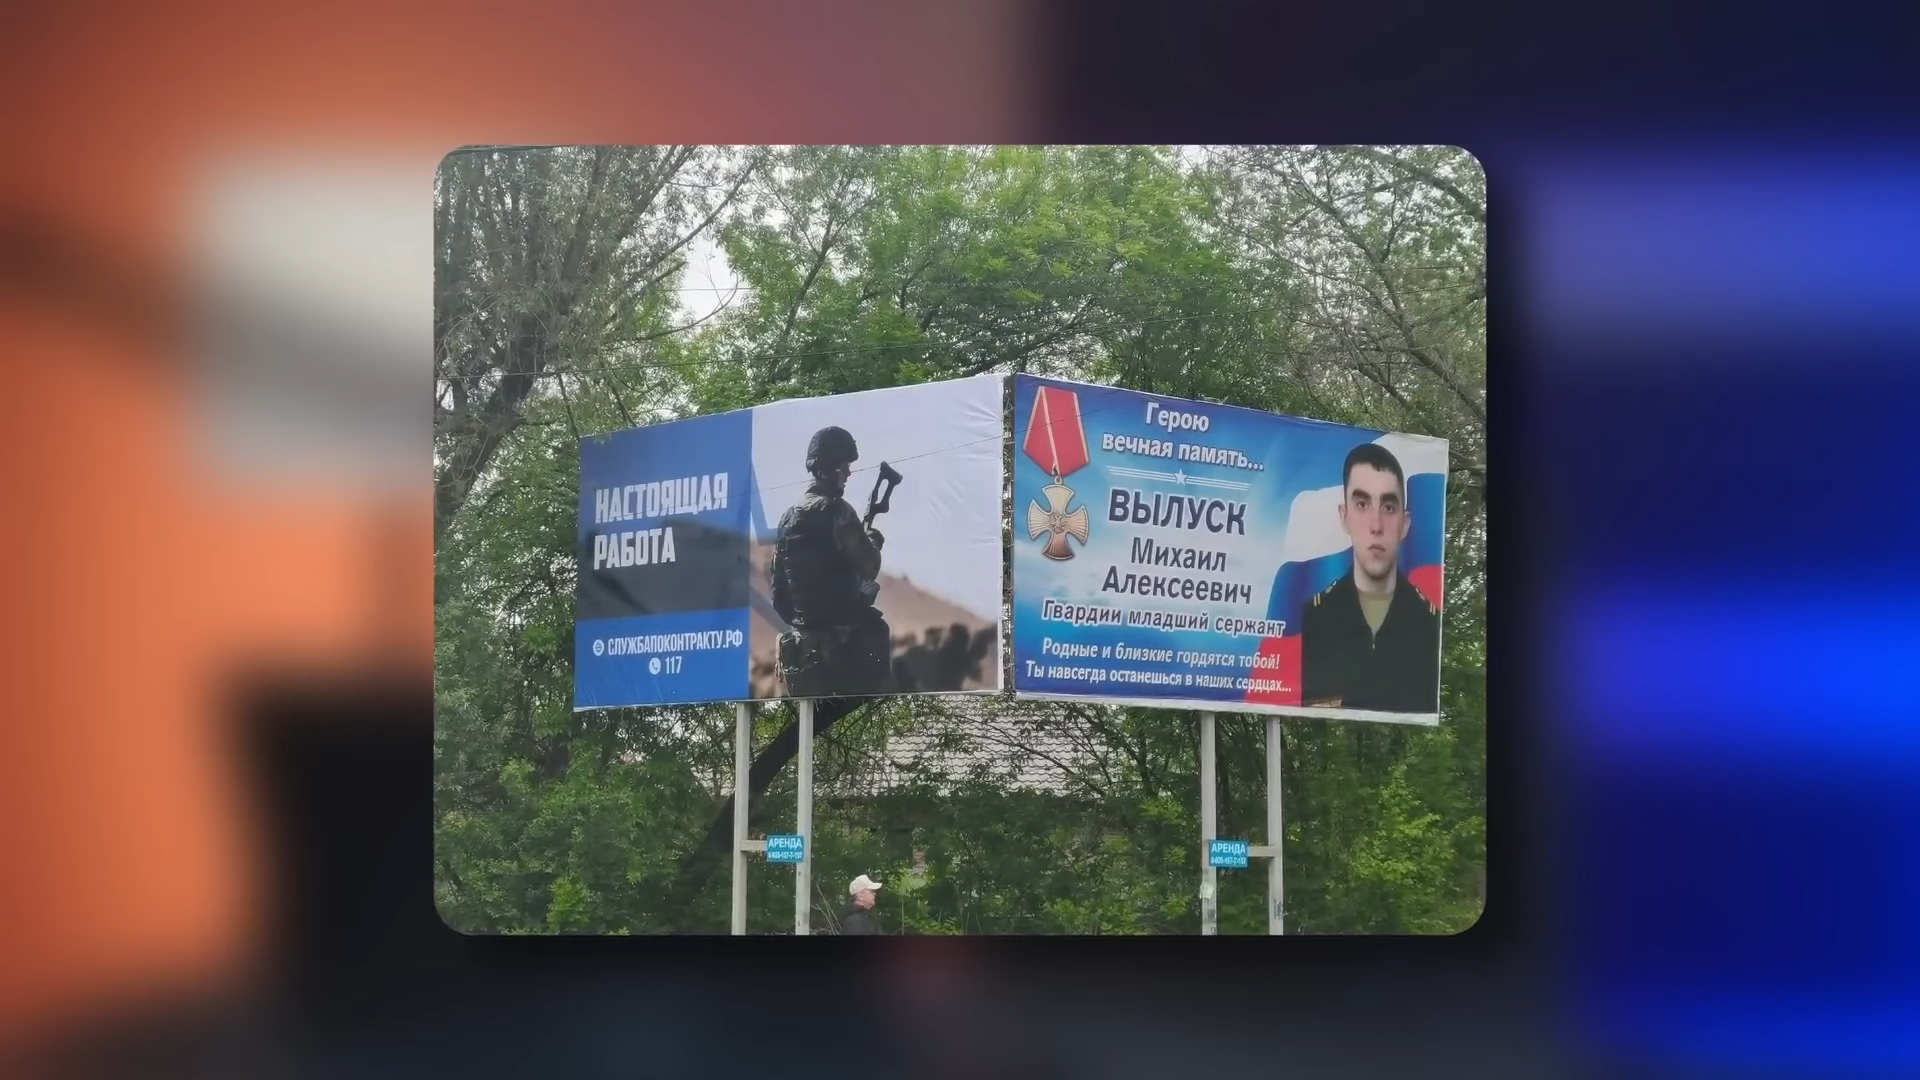 НАСТОЯЩАЯ
РАБОТА
СЛУЖБАПОКОНТРАКТУ.РФ
117
Герою
вечная память...
ВЫЛУСК
Михаил
Алексеевич
Гвардии младший сержант
Родные и близкие гордятся тобой!
Ты навсегда останешься в наших сердцах...
АРЕНДА
АРЕНДА